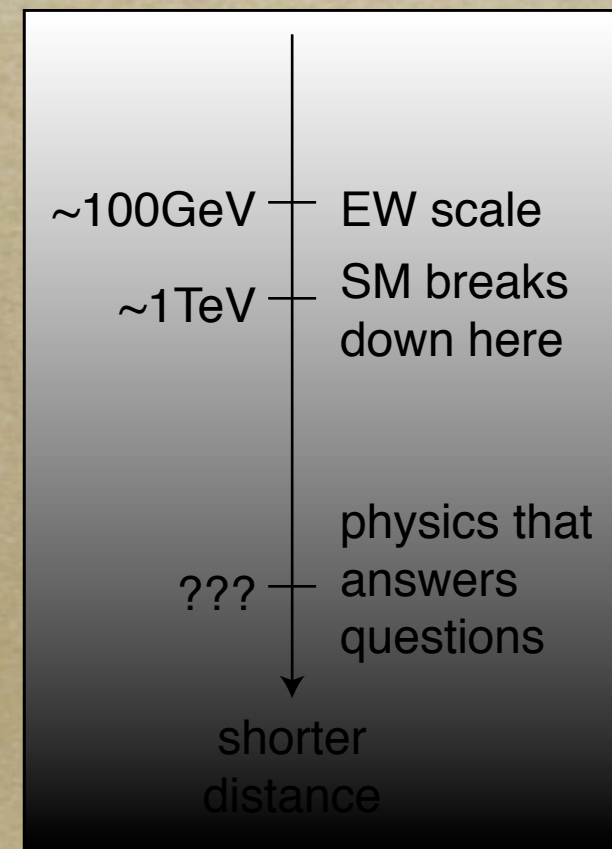 ~100GeV EW scale
~1TeV SM breaks
down here
physics that
??? answers
questions
shorter
distance